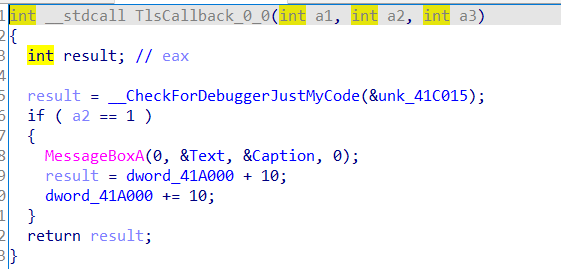 1 int __stdcall TlsCallback_0_0(int a1, int a2, int a3)
2 {
3 int result; // eax
4
5 result = __CheckForDebuggerJustMyCode(&unk_41C015);
6 if ( a2 == 1 )
7 {
8 MessageBoxA(0, &Text, &Caption, 0);
9 result = dword_41A000 + 10;
0 dword_41A000 += 10;
1 }
2 return result;
3 }